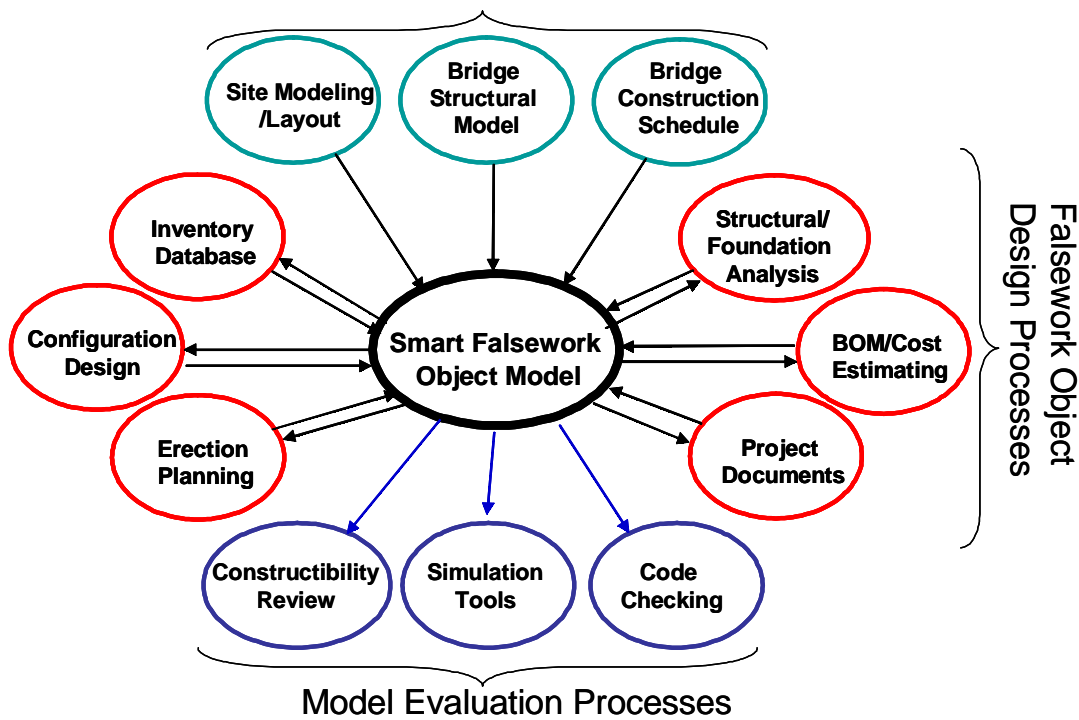 Site Modeling
/Layout
Bridge
Structural
Model
Bridge
Construction
Schedule
Inventory
Database
Structural/
Foundation
Analysis
Configuration
Design
Smart Falsework
Object Model
BOM/Cost
Estimating
Erection
Planning
Project
Documents
Constructibility
Review
Simulation
Tools
Code
Checking
Falsework Object
Design Processes
Model Evaluation Processes